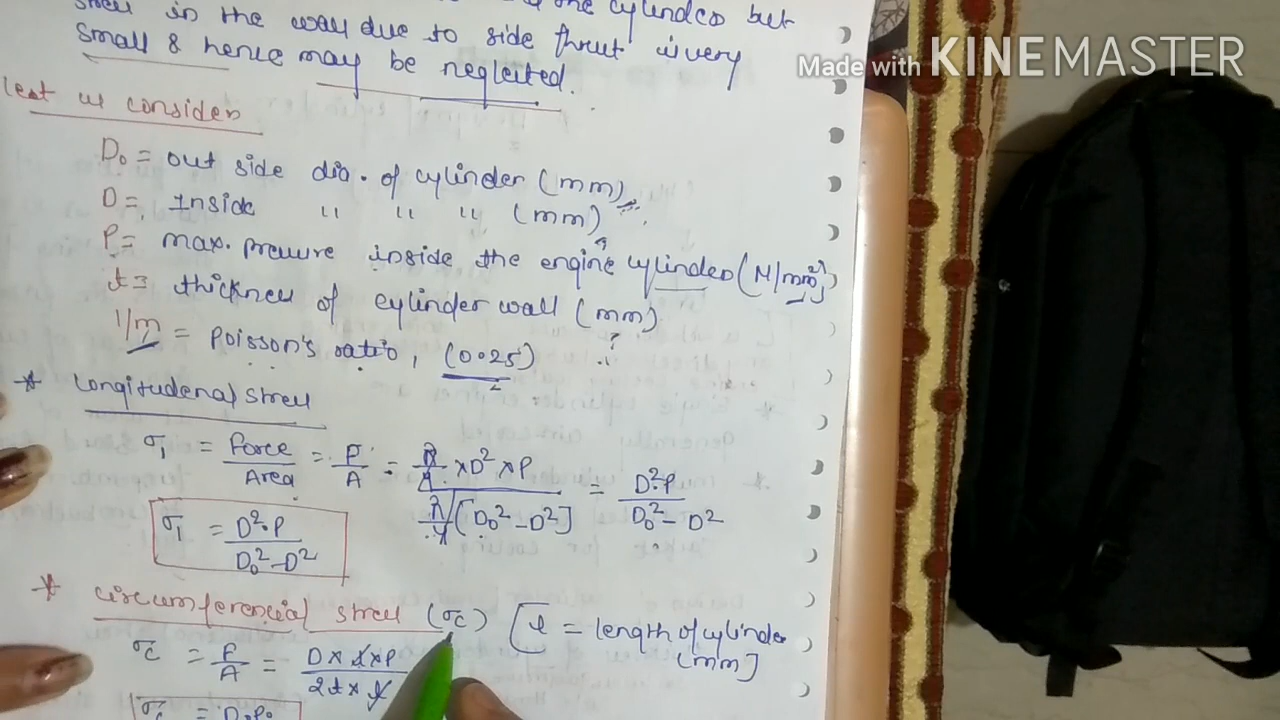 in the wall due to side thrust is very
small & hence may be neglected.
Let us consider
D₀ = out side dia. of cylinder (mm)
D = Inside " " " (mm)
P = max. pressure inside the engine cylinder (N/mm²)
t = thickness of cylinder wall (mm)
1/m = Poisson's ratio, (0.25)
* Longitudenal stress
σ₁ = Force/Area = F/A = π/4 × D² × P / π/4 [D₀² - D²] = D²·P / D₀² - D²
σ₁ = D²·P / D₀² - D²
* circumferencial stress (σc) [l = length of cylinder
(mm)]
σc = F/A = D × l × P / 2t × l
Made with KINEMASTER